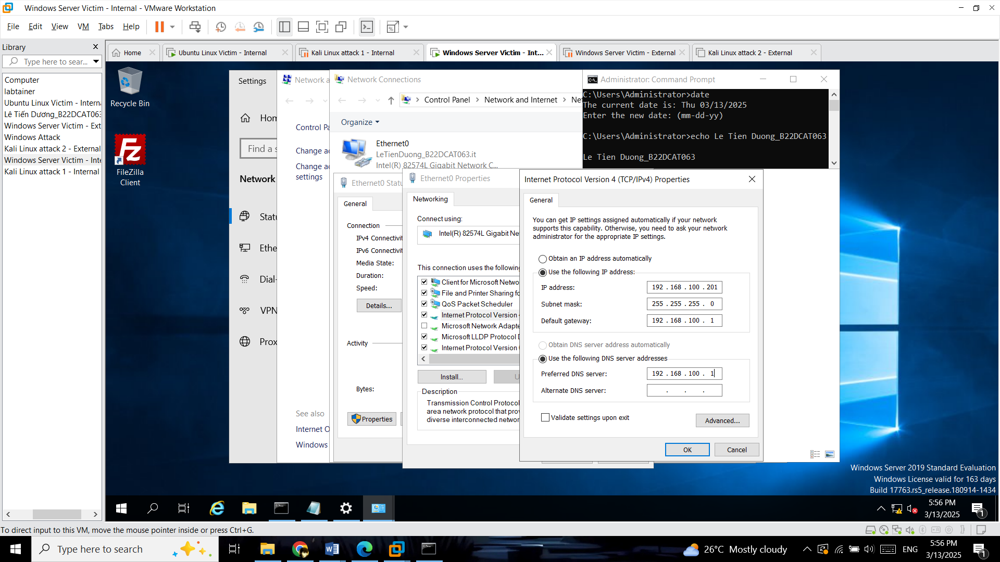 Windows Server Victim - Internal - VMware Workstation
File Edit View VM Tabs Help
Library
Type here to sear...
Home
Ubuntu Linux Victim - Internal
Kali Linux attack 1 - Internal
Windows Server Victim - Int...
Windows Server Victim - External
Kali Linux attack 2 - External
Computer
labtainer
Ubuntu Linux Victim - Interna
Lê Tiến Dương_B22DCAT063
Windows Server Victim - Ext
Windows Attack
Kali Linux attack 2 - External
Windows Server Victim - Inte
Kali Linux attack 1 - Internal
Recycle Bin
FileZilla
Client
Settings
Hom
Find a s
Network
Statu
Ethe
Dial-
VPN
Prox
Network a
Control Pa
Change ad
Change ad
settings
See also
Internet O
Windows
Network Connections
Control Panel > Network and Internet > Net
Organize
Ethernet0
LeTienDuong_B22DCAT063.it
Intel(R) 82574L Gigabit Network C...
Administrator: Command Prompt
C:\Users\Administrator>date
The current date is: Thu 03/13/2025
Enter the new date: (mm-dd-yy)
C:\Users\Administrator>echo Le Tien Duong_B22DCAT063
Le Tien Duong_B22DCAT063
Ethernet0 Statu
General
Connection
IPv4 Connectivit
IPv6 Connectivit
Media State:
Duration:
Speed:
Details...
Activity
Bytes:
Properties
Ethernet0 Properties
Networking
Connect using:
Intel(R) 82574L Gigabit Ne
This connection uses the following
Client for Microsoft Netwo
File and Printer Sharing fo
QoS Packet Scheduler
Internet Protocol Version 4
Microsoft Network Adapte
Microsoft LLDP Protocol D
Internet Protocol Version 6
Install...
U
Description
Transmission Control Protocol
area network protocol that prov
diverse interconnected networ
Internet Protocol Version 4 (TCP/IPv4) Properties
General
You can get IP settings assigned automatically if your network
supports this capability. Otherwise, you need to ask your network
administrator for the appropriate IP settings.
Obtain an IP address automatically
Use the following IP address:
IP address: 192 . 168 . 100 . 201
Subnet mask: 255 . 255 . 255 . 0
Default gateway: 192 . 168 . 100 . 1
Obtain DNS server address automatically
Use the following DNS server addresses
Preferred DNS server: 192 . 168 . 100 . 1
Alternate DNS server: . . .
Validate settings upon exit
Advanced...
OK
Cancel
Windows Server 2019 Standard Evaluation
Windows License valid for 163 days
Build 17763.rs5_release.180914-1434
5:56 PM
3/13/2025
1
To direct input to this VM, move the mouse pointer inside or press Ctrl+G.
Type here to search
26°C Mostly cloudy
ENG
5:56 PM
3/13/2025
1